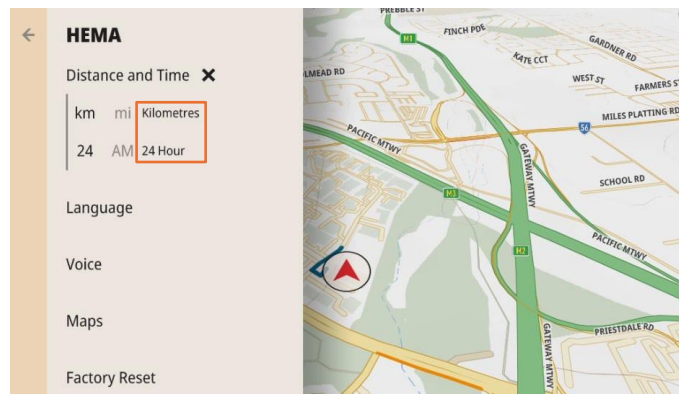 HEMA
Distance and Time
km mi Kilometres
24 AM 24 Hour
Language
Voice
Maps
Factory Reset
PREBBLE ST
M1
FINCH PDE
GARDNER RD
KATE CCT
OLMEAD RD
WEST ST
FARMERS S
MILES PLATTING RD
56
PACIFIC MTWY
GATEWAY MTWY
SCHOOL RD
M3
PACIFIC MTWY
M2
PRIESTDALE RD
GATEWAY MTWY